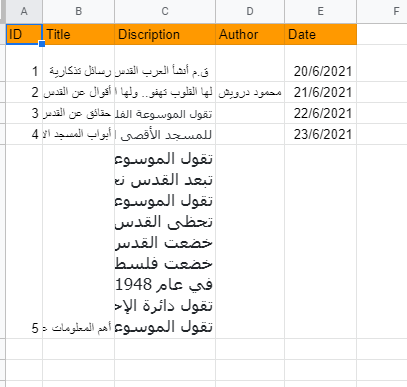 A B C D E F
ID Title Discription Author Date
1 رسائل تذكارية ق.م أنشأ العرب القدس 20/6/2021
2 أقوال عن القدس لها القلوب تهفو.. ولها محمود درويش 21/6/2021
3 حقائق عن القدس تقول الموسوعة 22/6/2021
4 أبواب المسجد للمسجد الأقصى 23/6/2021
تقول الموسوع
تبعد القدس
تقول الموسوع
تحظى القدس
خضعت القدس
خضعت فلسط
في عام 1948
تقول دائرة
5 أهم المعلومات تقول الموسوع